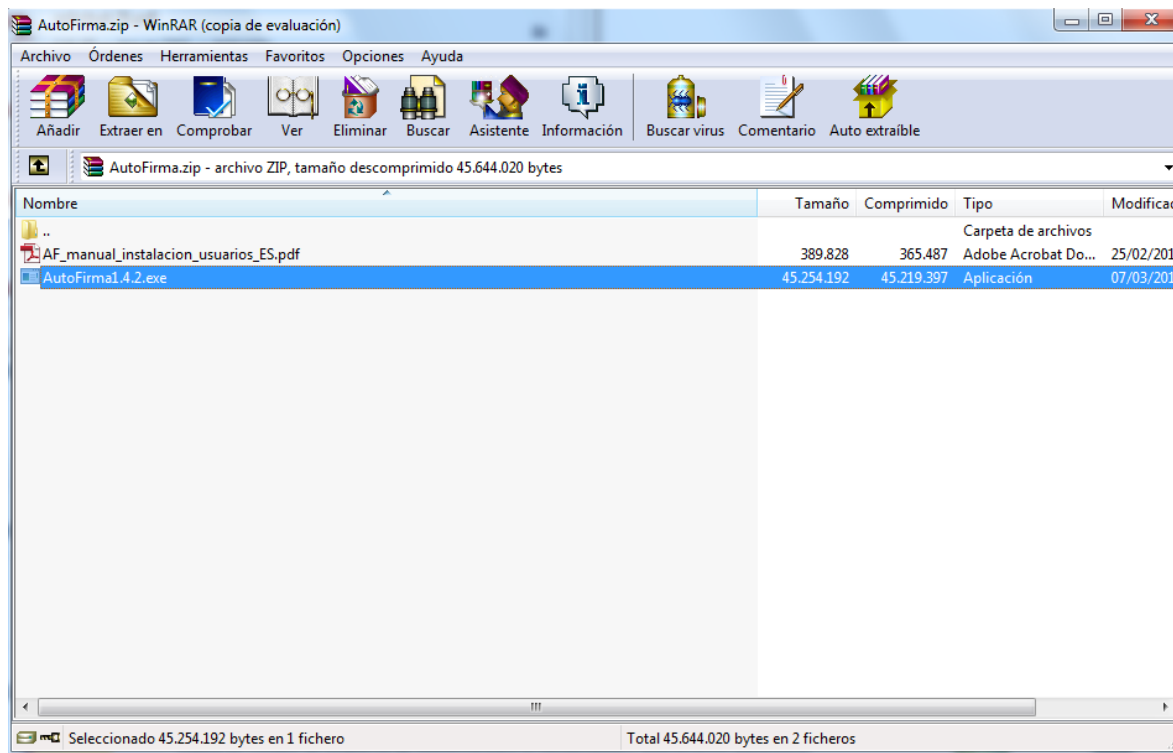 AutoFirma.zip - WinRAR (copia de evaluación)
Archivo Órdenes Herramientas Favoritos Opciones Ayuda
Añadir Extraer en Comprobar Ver Eliminar Buscar Asistente Información Buscar virus Comentario Auto extraíble
AutoFirma.zip - archivo ZIP, tamaño descomprimido 45.644.020 bytes
Nombre Tamaño Comprimido Tipo Modificac
.. Carpeta de archivos
AF_manual_instalacion_usuarios_ES.pdf 389.828 365.487 Adobe Acrobat Do... 25/02/201
AutoFirma1.4.2.exe 45.254.192 45.219.397 Aplicación 07/03/201
Seleccionado 45.254.192 bytes en 1 fichero Total 45.644.020 bytes en 2 ficheros